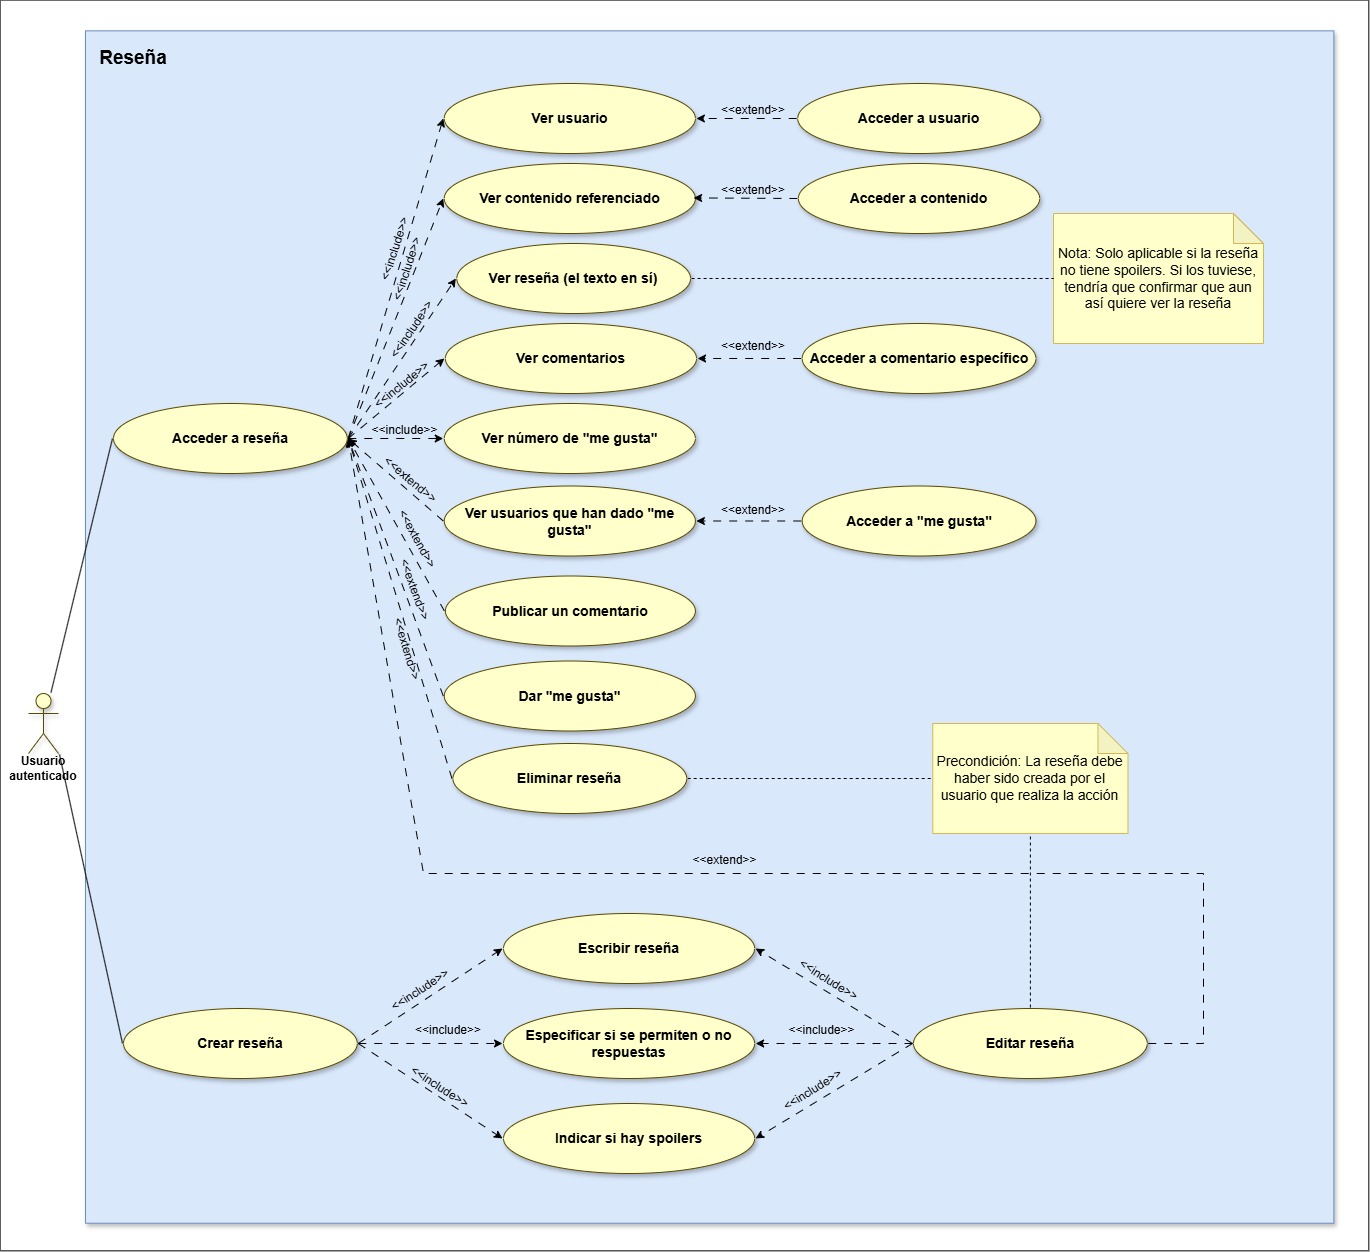 Reseña
Ver usuario
<<extend>>
Acceder a usuario
Ver contenido referenciado
<<extend>>
Acceder a contenido
<<include>>
<<include>>
Ver reseña (el texto en sí)
Nota: Solo aplicable si la reseña
no tiene spoilers. Si los tuviese,
tendría que confirmar que aun
así quiere ver la reseña
<<include>>
Ver comentarios
<<extend>>
Acceder a comentario específico
<<include>>
Acceder a reseña
<<include>>
Ver número de "me gusta"
<<extend>>
Ver usuarios que han dado "me
gusta"
<<extend>>
Acceder a "me gusta"
<<extend>>
Publicar un comentario
<<extend>>
<<extend>>
Dar "me gusta"
Usuario
autenticado
Eliminar reseña
Precondición: La reseña debe
haber sido creada por el
usuario que realiza la acción
<<extend>>
Escribir reseña
<<include>>
<<include>>
Crear reseña
<<include>>
Especificar si se permiten o no
respuestas
<<include>>
Editar reseña
<<include>>
<<include>>
Indicar si hay spoilers